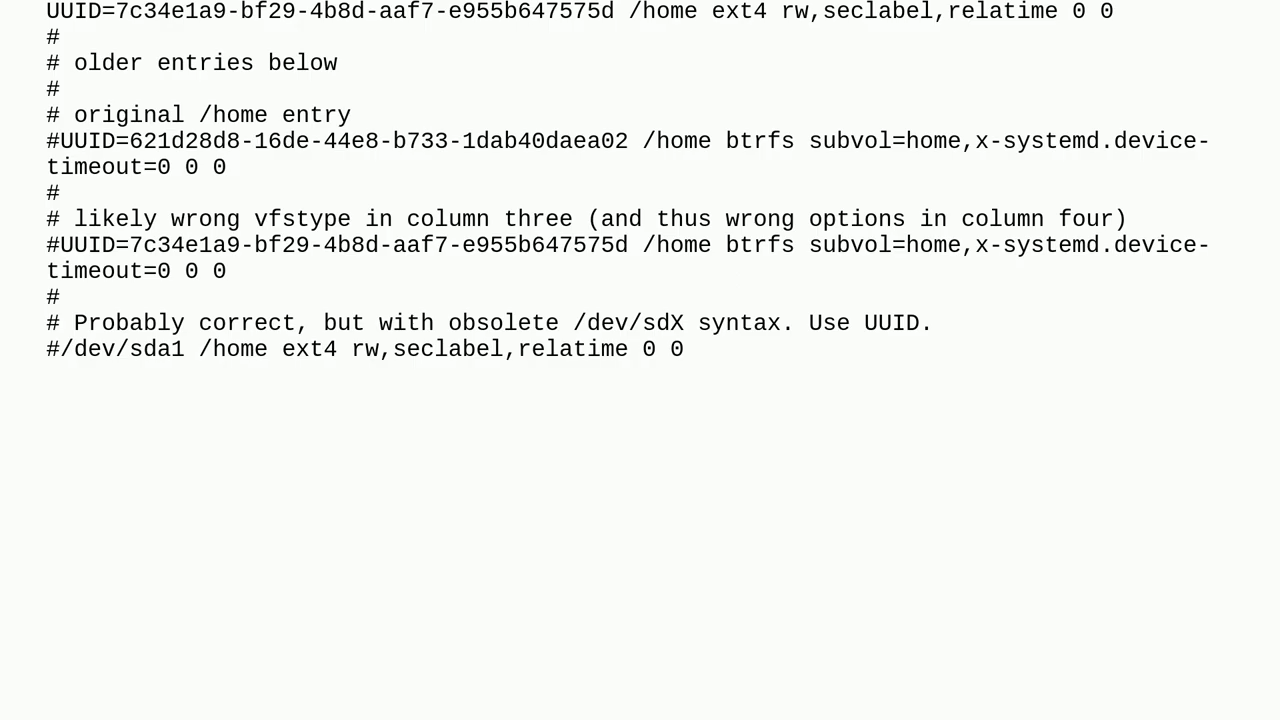 UUID=7c34e1a9-bf29-4b8d-aaf7-e955b647575d /home ext4 rw,seclabel,relatime 0 0
#
# older entries below
#
# original /home entry
#UUID=621d28d8-16de-44e8-b733-1dab40daea02 /home btrfs subvol=home,x-systemd.device-
timeout=0 0 0
#
# likely wrong vfstype in column three (and thus wrong options in column four)
#UUID=7c34e1a9-bf29-4b8d-aaf7-e955b647575d /home btrfs subvol=home,x-systemd.device-
timeout=0 0 0
#
# Probably correct, but with obsolete /dev/sdX syntax. Use UUID.
#/dev/sda1 /home ext4 rw,seclabel,relatime 0 0